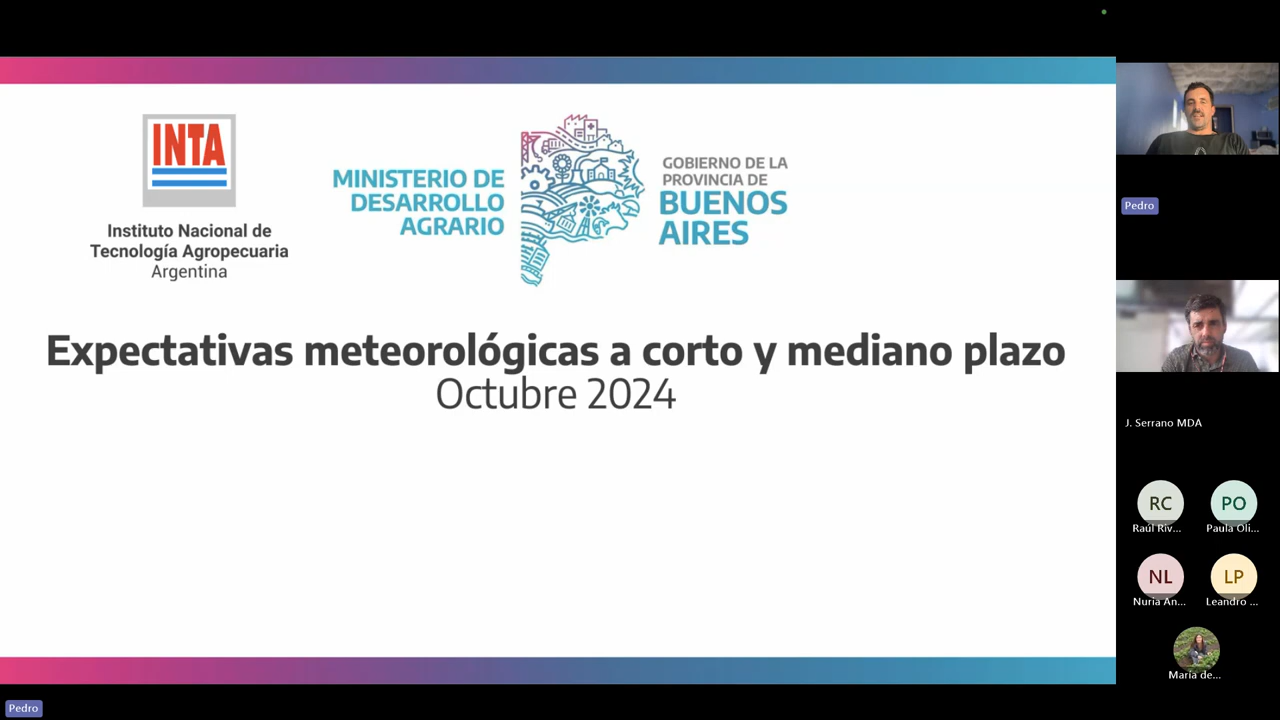 INTA
Instituto Nacional de
Tecnología Agropecuaria
Argentina
MINISTERIO DE
DESARROLLO
AGRARIO
GOBIERNO DE LA
PROVINCIA DE
BUENOS
AIRES
Expectativas meteorológicas a corto y mediano plazo
Octubre 2024
Pedro
Pedro
J. Serrano MDA
RC
Raúl Riv...
PO
Paula Oli...
NL
Nuria An...
LP
Leandro ...
María de...